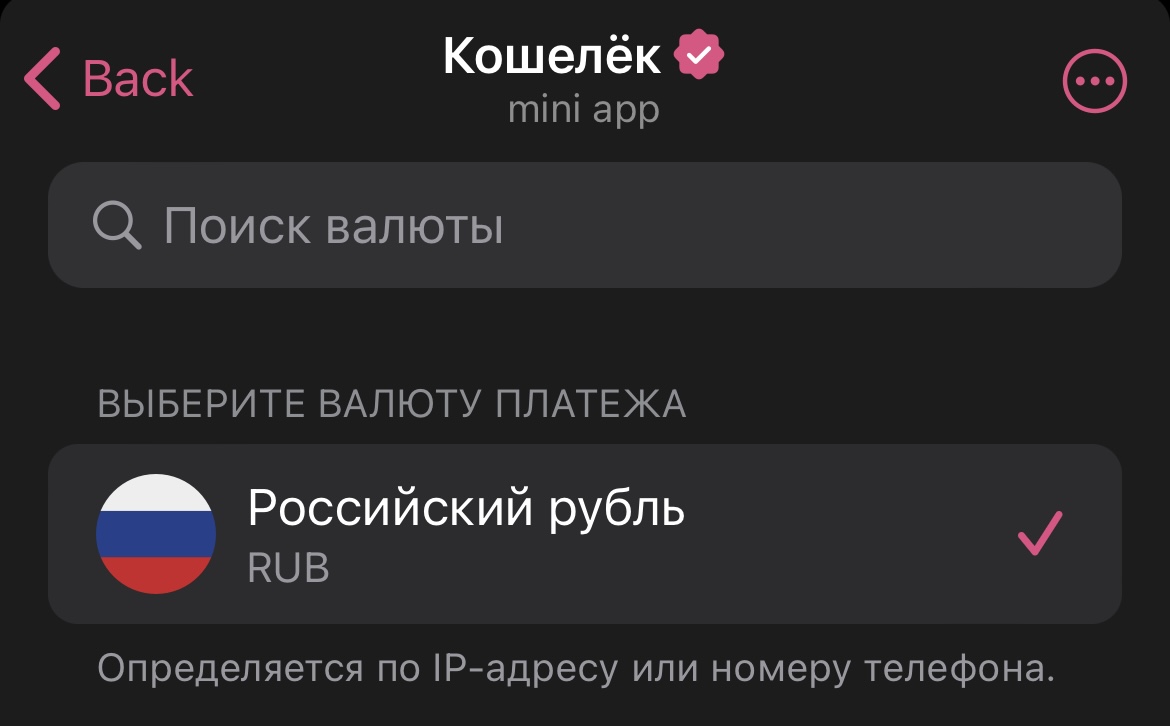 Back
Кошелёк
mini app
Поиск валюты
ВЫБЕРИТЕ ВАЛЮТУ ПЛАТЕЖА
Российский рубль
RUB
Определяется по IP-адресу или номеру телефона.